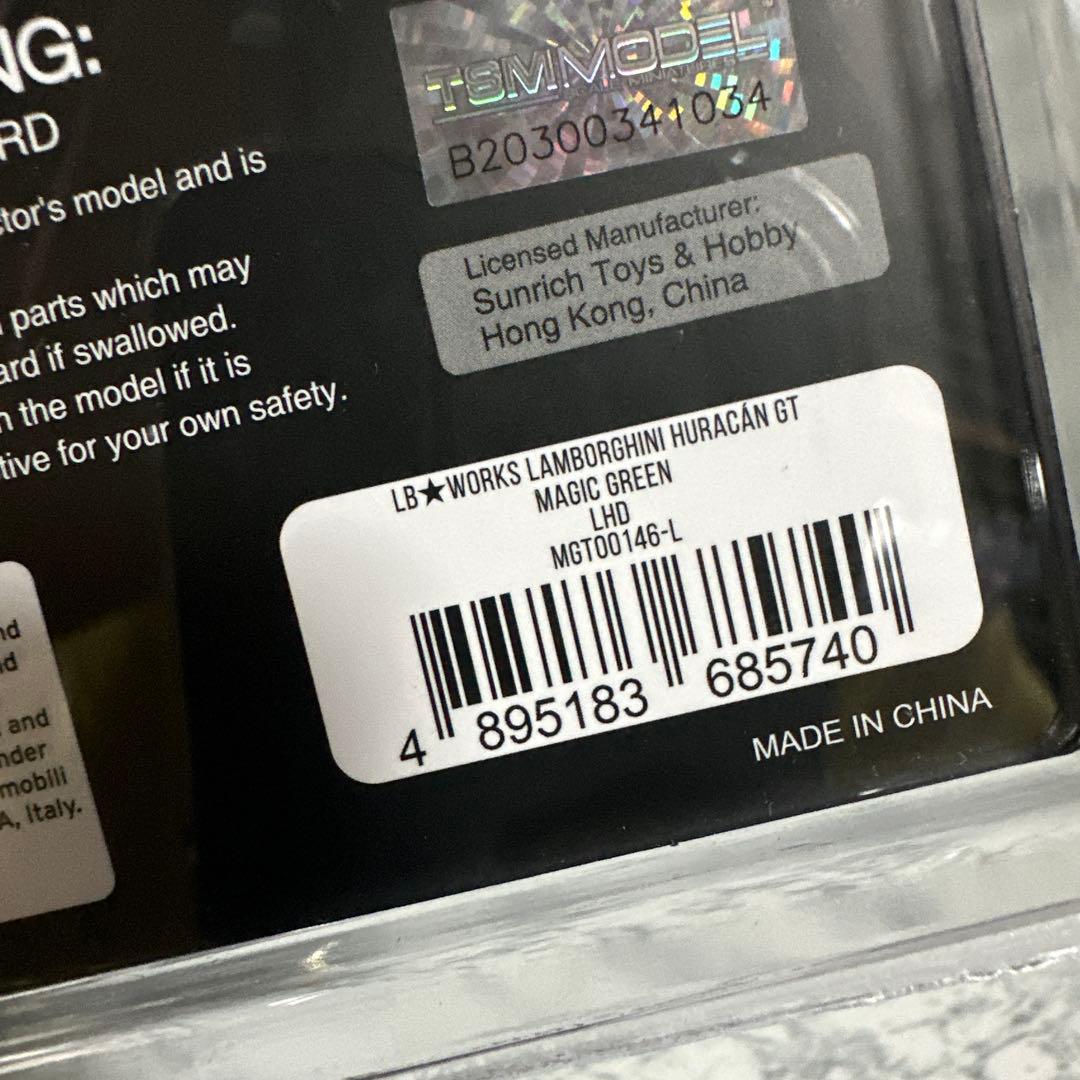 NG:
RD
TSMMODEL
MINIATURES
B20300341034
ctor's model and is
parts which may
ard if swallowed.
n the model if it is
tive for your own safety.
Licensed Manufacturer:
Sunrich Toys & Hobby
Hong Kong, China
LB★WORKS LAMBORGHINI HURACÁN GT
MAGIC GREEN
LHD
MGT00146-L
4 895183 685740
MADE IN CHINA
nd
id
and
nder
mobili
A, Italy.